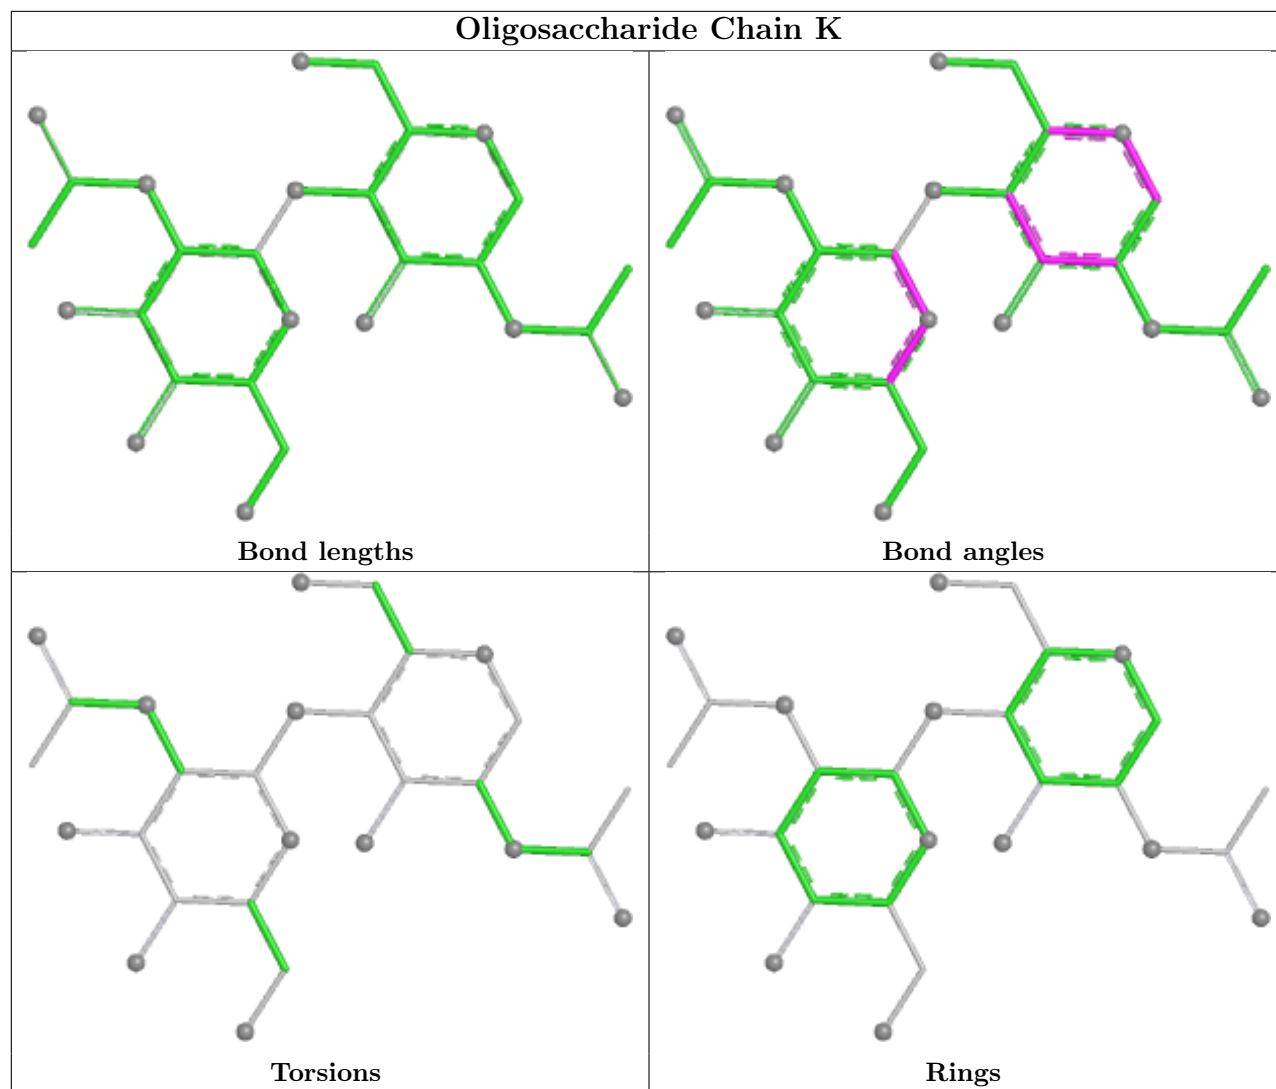 Oligosaccharide Chain K
Bond lengths
Bond angles
Torsions
Rings